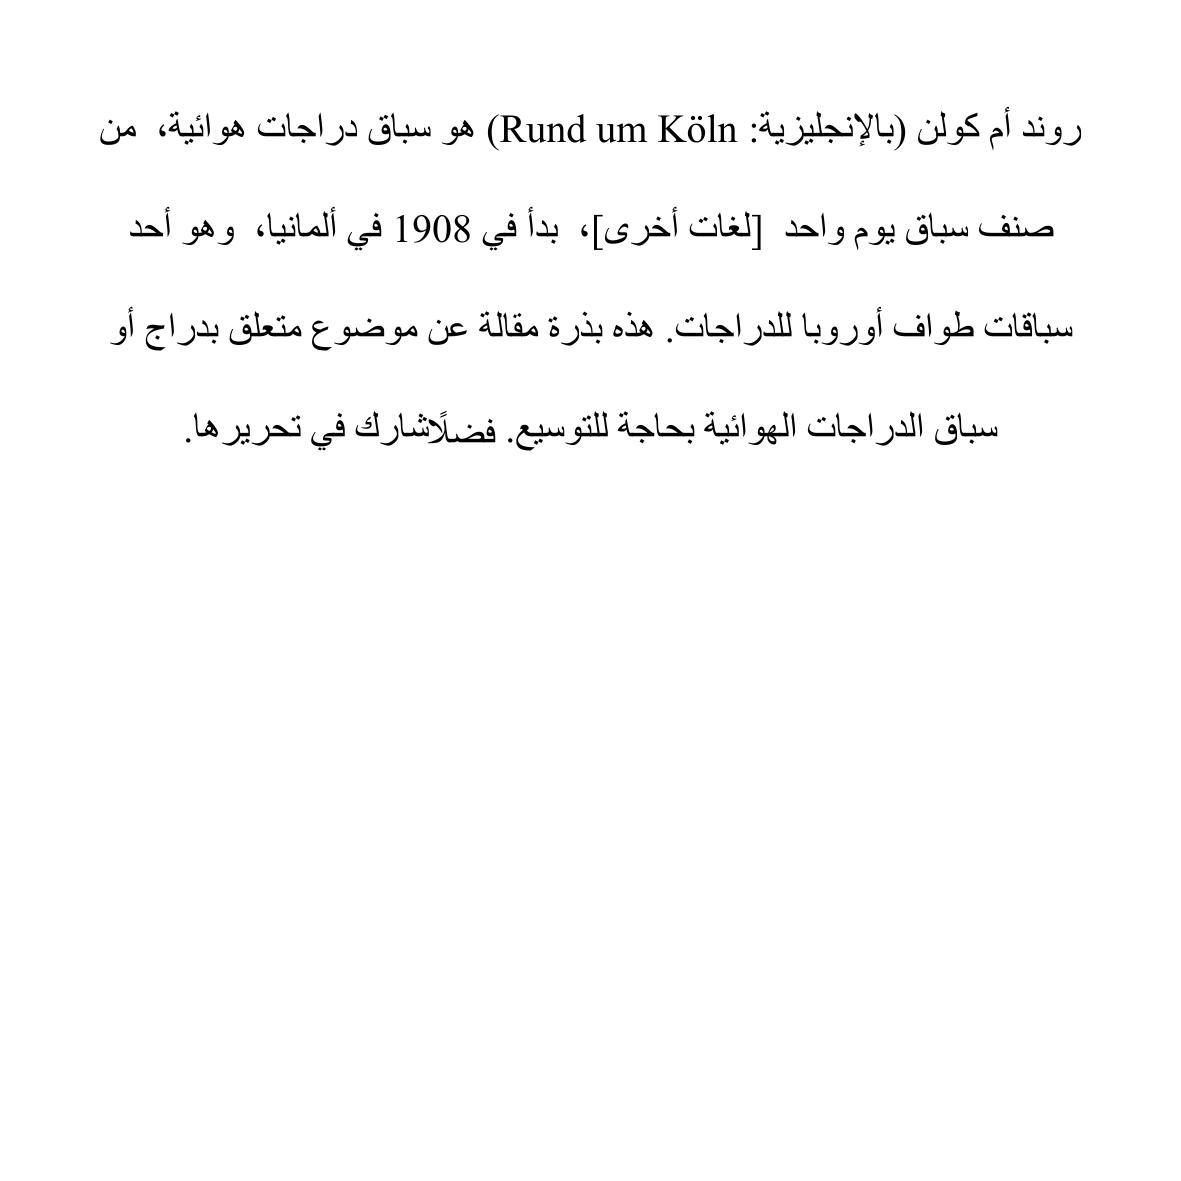 روند أم كولن (بالإنجليزية: Rund um Köln) هو سباق دراجات هوائية،  من
صنف سباق يوم واحد  [لغات أخرى]،  بدأ في 1908 في ألمانيا،  وهو أحد
سباقات طواف أوروبا للدراجات. هذه بذرة مقالة عن موضوع متعلق بدراج أو
سباق الدراجات الهوائية بحاجة للتوسيع. فضلًاشارك في تحريرها.